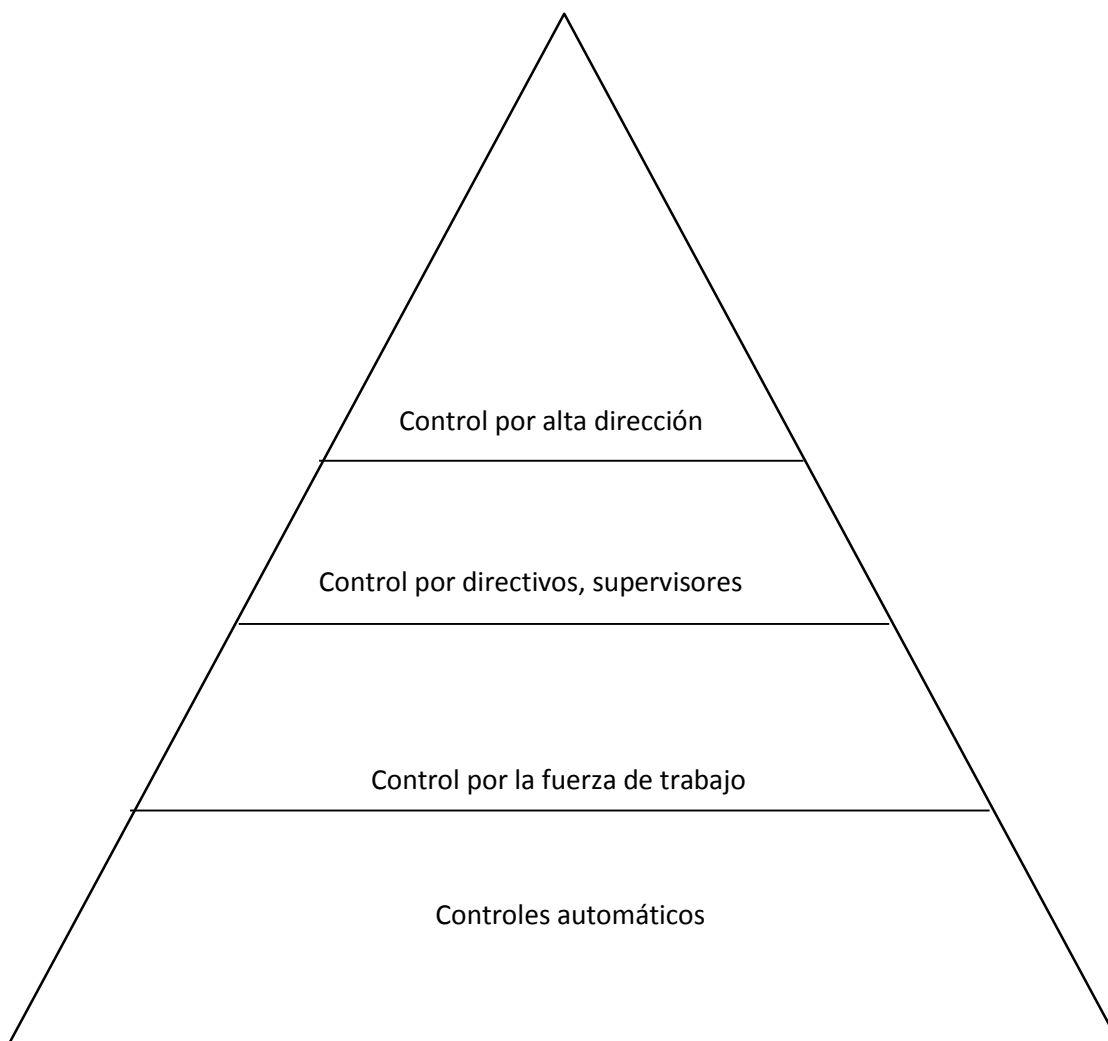 Control por alta dirección
Control por directivos, supervisores
Control por la fuerza de trabajo
Controles automáticos